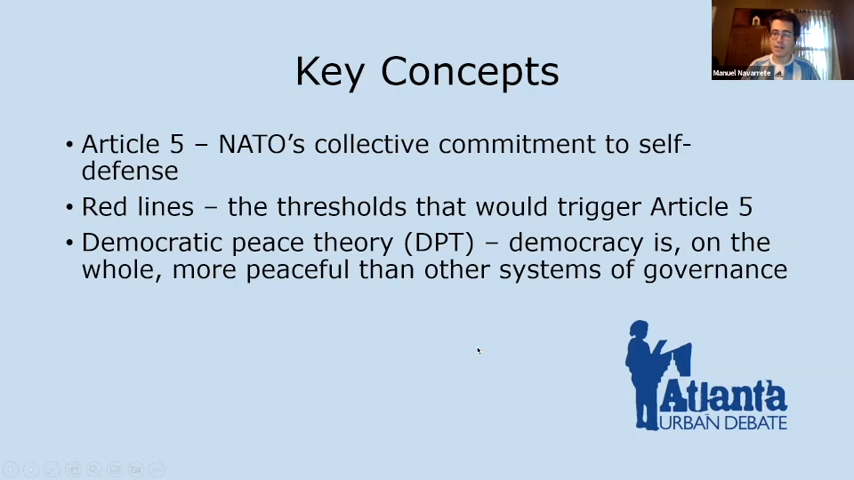 Key Concepts
Manuel Navarrete
• Article 5 – NATO’s collective commitment to self-
defense
• Red lines – the thresholds that would trigger Article 5
• Democratic peace theory (DPT) – democracy is, on the
whole, more peaceful than other systems of governance
Atlanta
URBAN DEBATE